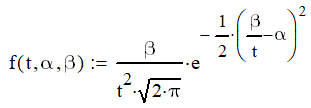 f(t, α, β) := β / (t² · √(2 · π)) · e^(−(1/2) · (β/t − α)²)